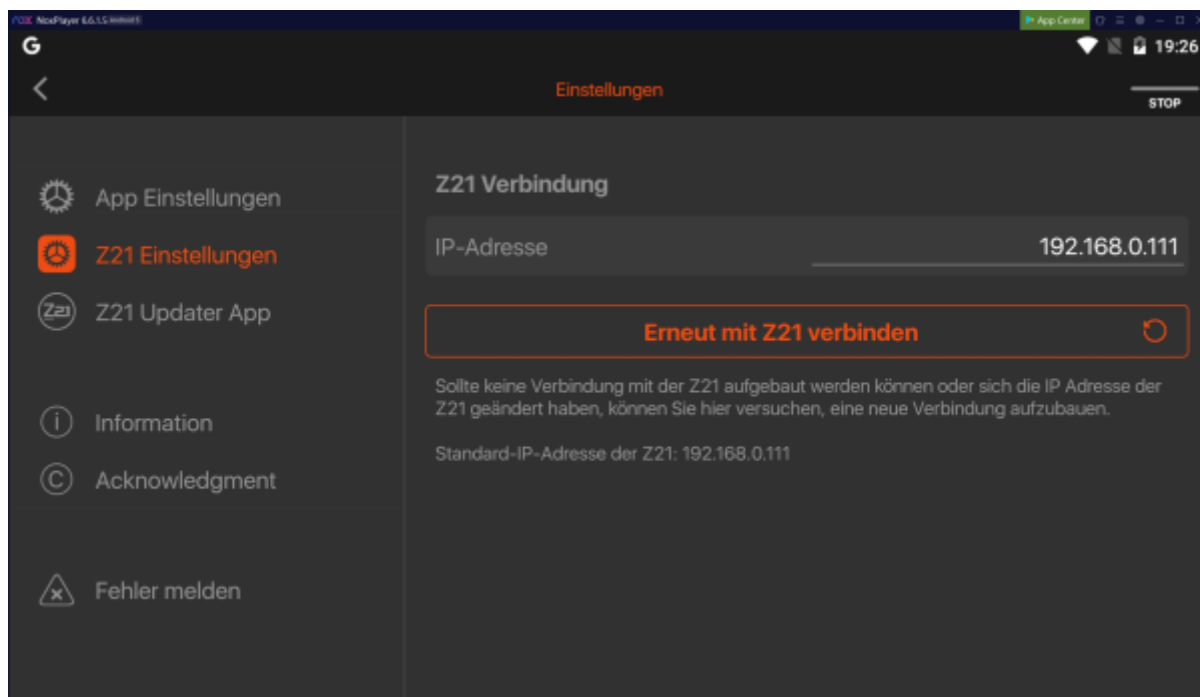 nox NoxPlayer 6.6.1.5 Android 5
App Center
G
19:26
Einstellungen
STOP
App Einstellungen
Z21 Einstellungen
Z21 Updater App
Information
Acknowledgment
Fehler melden
Z21 Verbindung
IP-Adresse 192.168.0.111
Erneut mit Z21 verbinden
Sollte keine Verbindung mit der Z21 aufgebaut werden können oder sich die IP Adresse der
Z21 geändert haben, können Sie hier versuchen, eine neue Verbindung aufzubauen.
Standard-IP-Adresse der Z21: 192.168.0.111